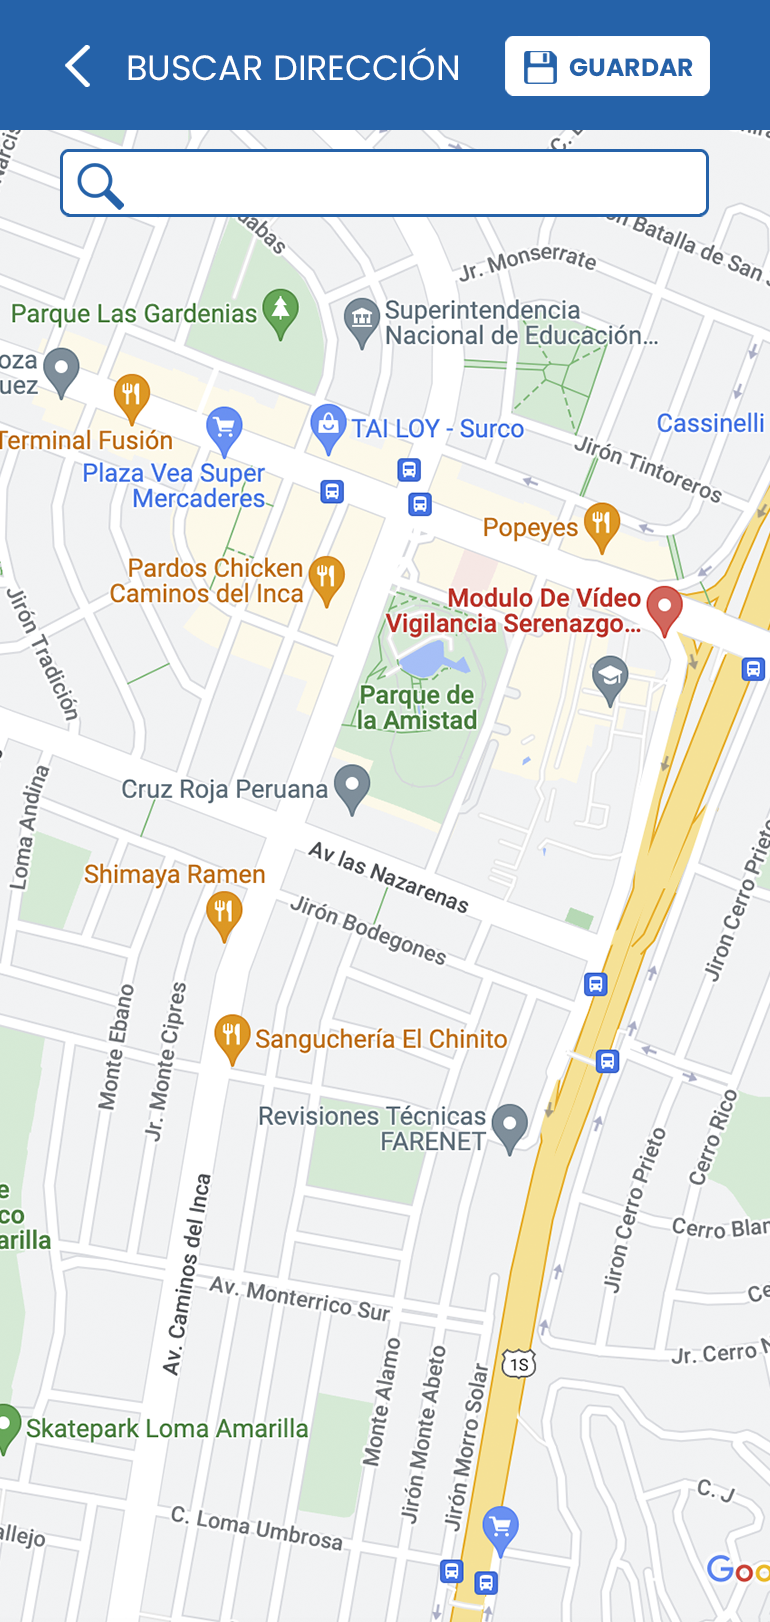 BUSCAR DIRECCIÓN
GUARDAR
Jr. Monserrate
Batalla de San
Parque Las Gardenias
Superintendencia
Nacional de Educación...
Terminal Fusión
TAI LOY - Surco
Cassinelli
Plaza Vea Super
Mercaderes
Jirón Tintoreros
Popeyes
Pardos Chicken
Caminos del Inca
Modulo De Vídeo
Vigilancia Serenazgo...
Jirón Tradición
Parque de
la Amistad
Cruz Roja Peruana
Loma Andina
Av las Nazarenas
Shimaya Ramen
Jirón Bodegones
Jiron Cerro Prieto
Monte Ebano
Jr. Monte Cipres
Sanguchería El Chinito
Revisiones Técnicas
FARENET
Cerro Rico
Jiron Cerro Prieto
arilla
Cerro Blan
Av. Caminos del Inca
Av. Monterrico Sur
Jr. Cerro N
1S
Monte Alamo
Jirón Monte Abeto
Jirón Morro Solar
Skatepark Loma Amarilla
C. J
C. Loma Umbrosa
allejo
Goo